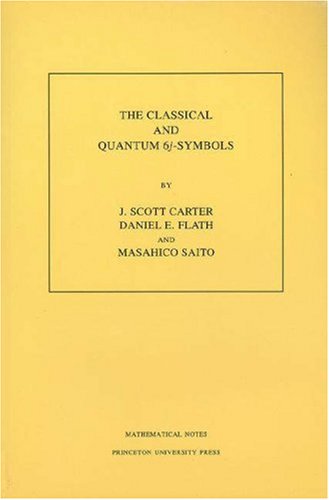 THE CLASSICAL
AND
QUANTUM 6j-SYMBOLS
BY
J. SCOTT CARTER
DANIEL E. FLATH
AND
MASAHICO SAITO
MATHEMATICAL NOTES
PRINCETON UNIVERSITY PRESS